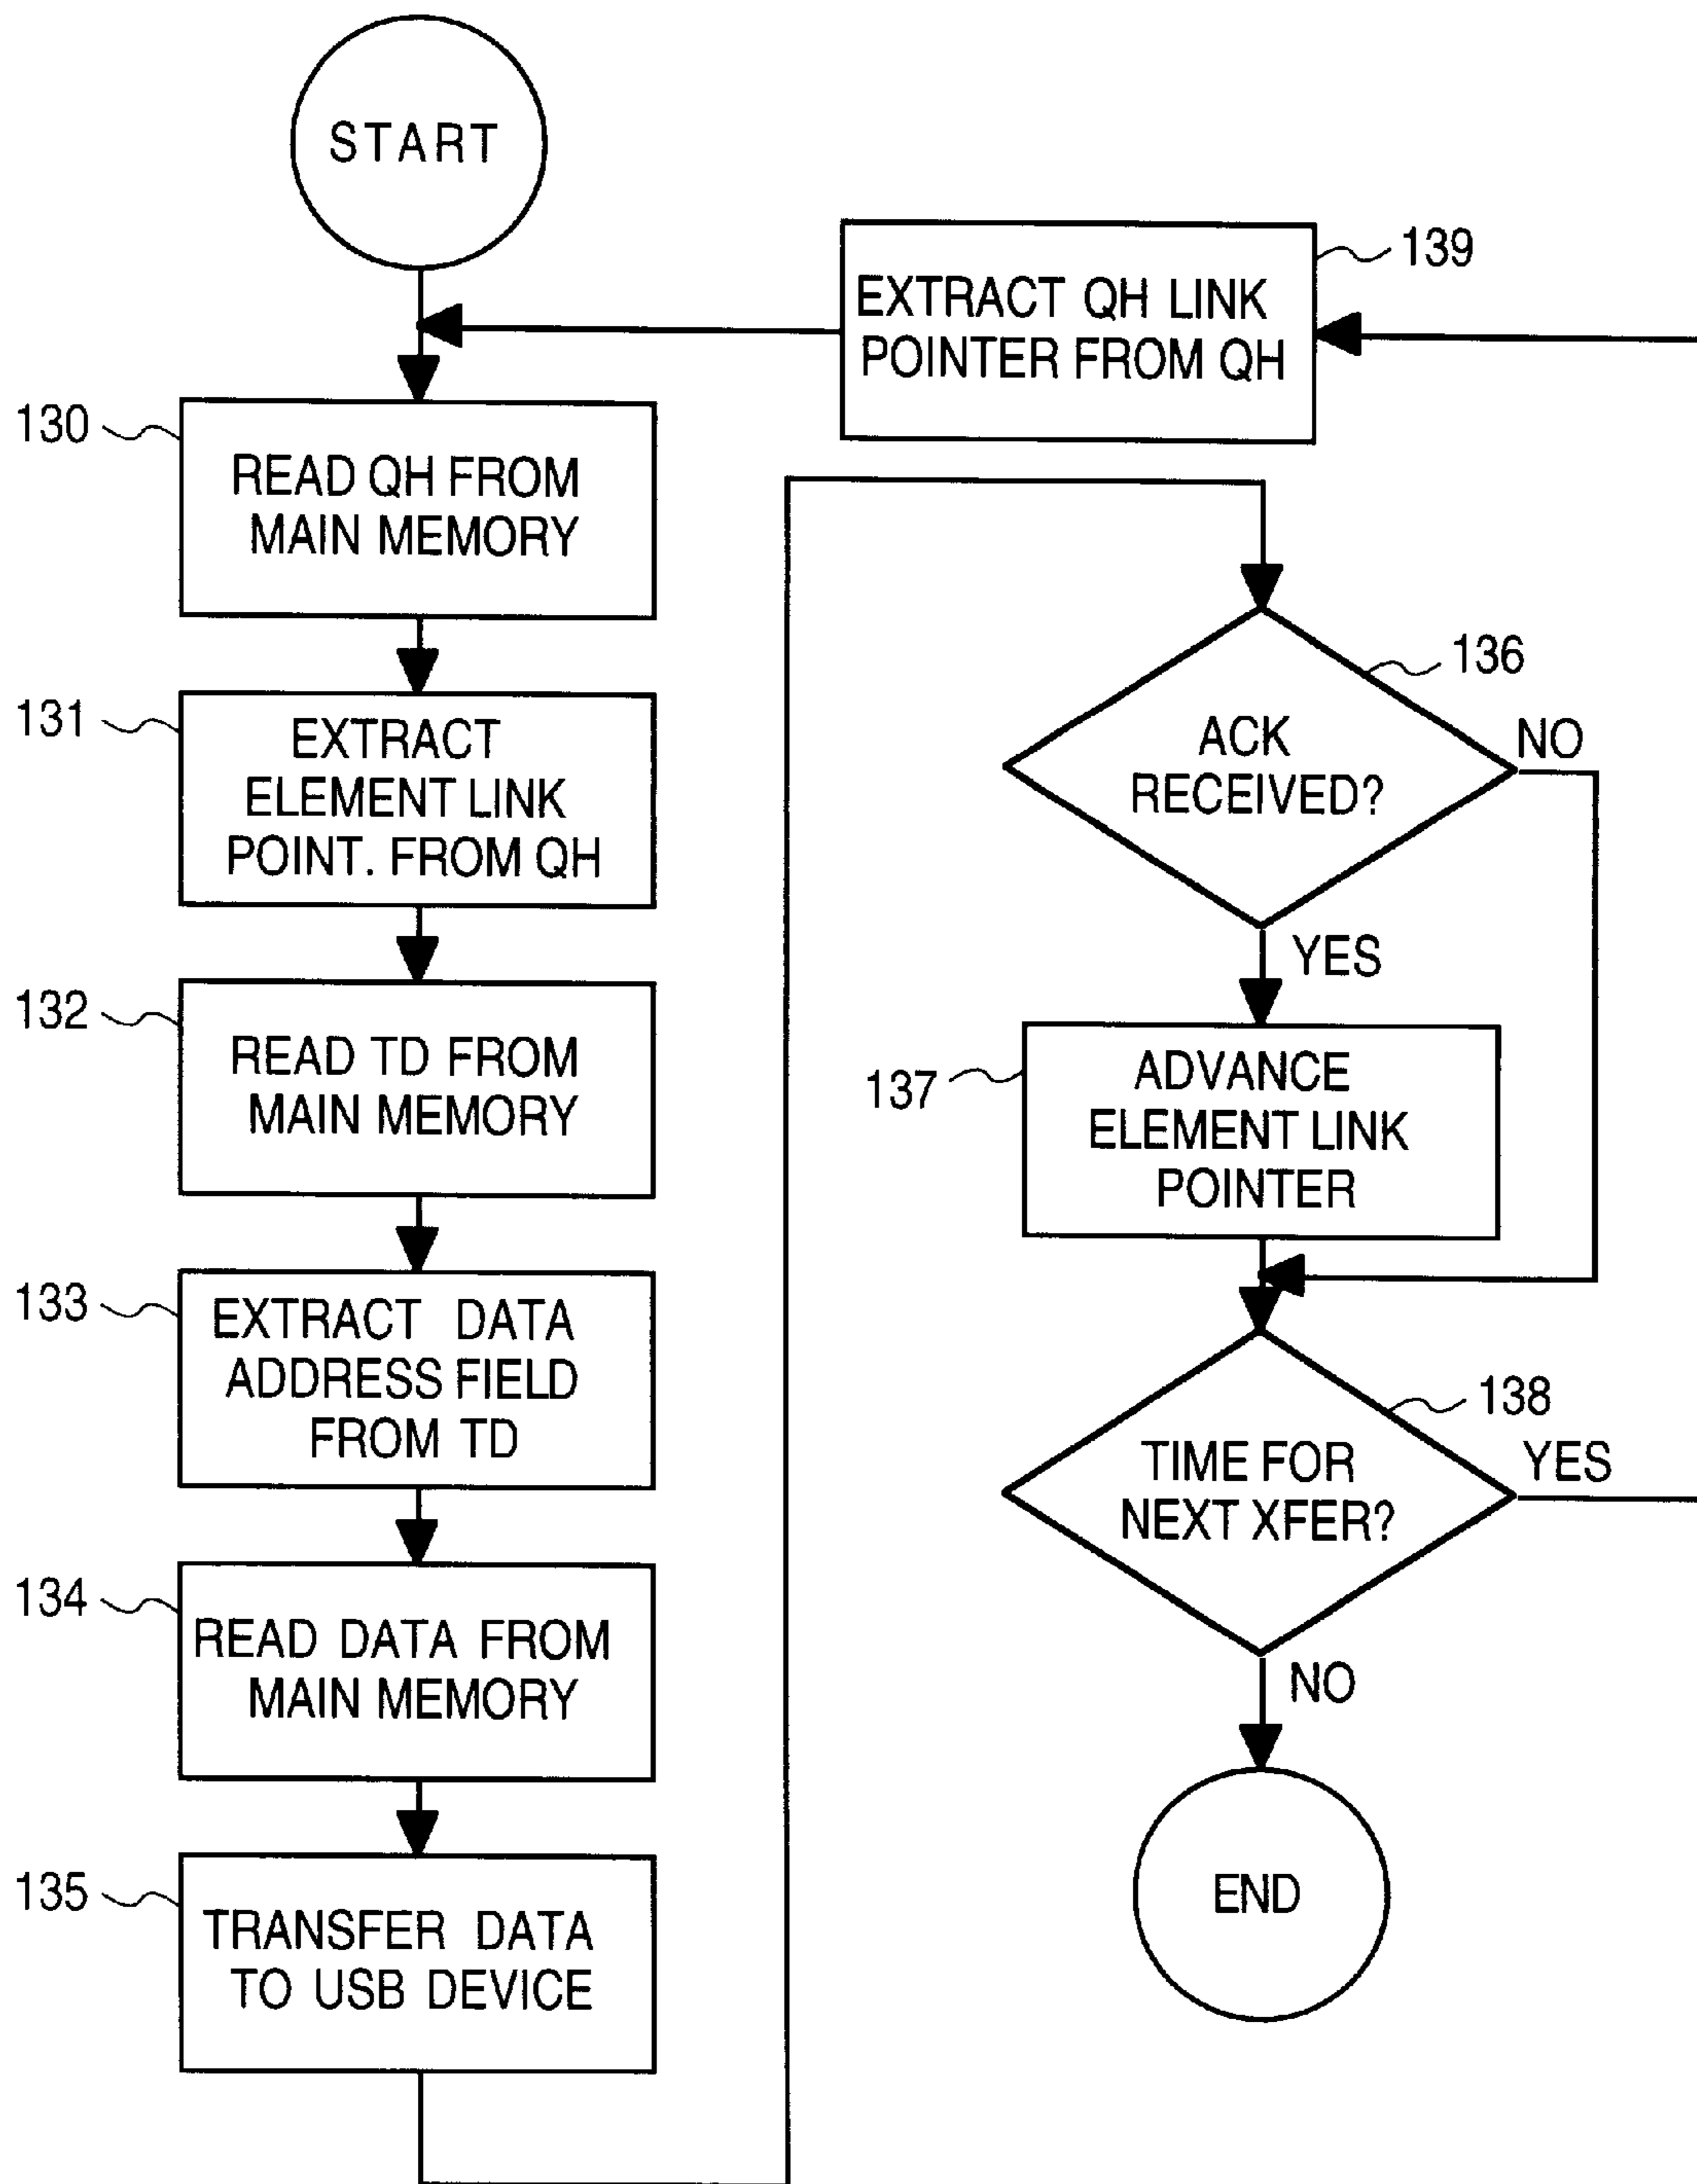 START
139
EXTRACT QH LINK
POINTER FROM QH
130
READ QH FROM
MAIN MEMORY
131
EXTRACT
ELEMENT LINK
POINT. FROM QH
132
READ TD FROM
MAIN MEMORY
133
EXTRACT DATA
ADDRESS FIELD
FROM TD
134
READ DATA FROM
MAIN MEMORY
135
TRANSFER DATA
TO USB DEVICE
136
ACK
RECEIVED?
NO
YES
137
ADVANCE
ELEMENT LINK
POINTER
138
TIME FOR
NEXT XFER?
YES
NO
END